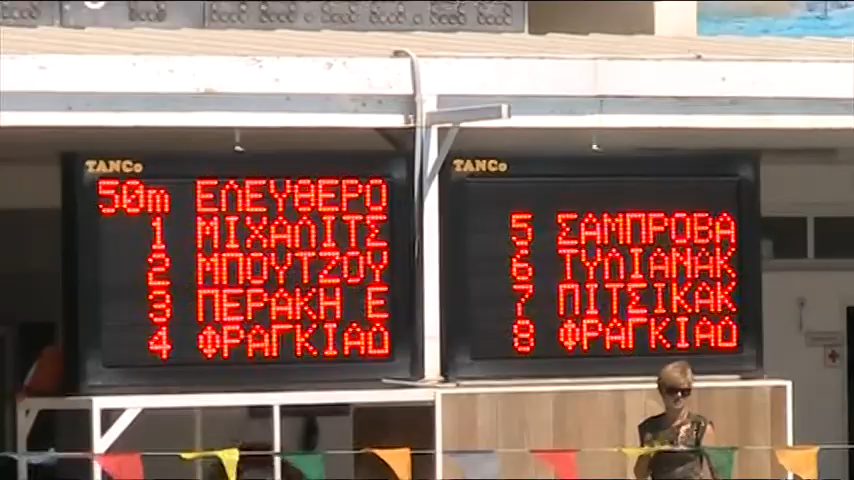 TANCo
50m ΕΛΕΥΘΕΡΟ
1 ΜΙΧΑΛΙΤΣ
2 ΜΠΟΥΤΖΟΥ
3 ΠΕΡΑΚΗ Ε
4 ΦΡΑΓΚΙΑΔ
TANCo
5 ΣΑΜΠΡΟΒΑ
6 ΤΥΛΙΑΝΑΚ
7 ΠΙΤΣΙΚΑΚ
8 ΦΡΑΓΚΙΑΔ